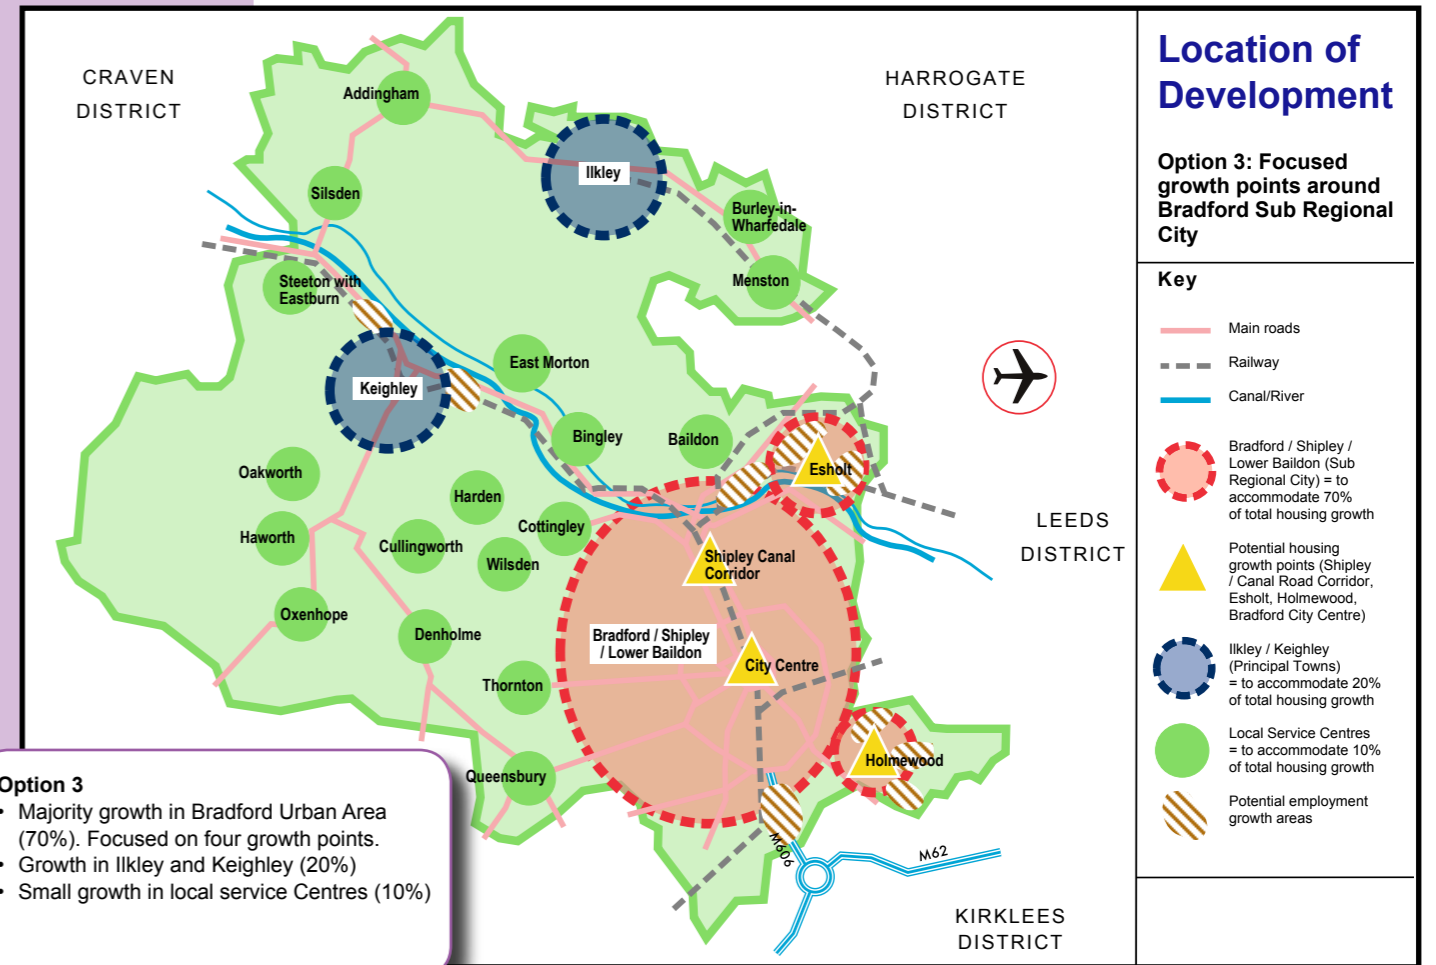 CRAVEN
DISTRICT
HARROGATE
DISTRICT
Addingham
Ilkley
Silsden
Burley-in-
Wharfedale
Menston
Steeton with
Eastburn
East Morton
Keighley
Bingley
Baildon
Esholt
Oakworth
Harden
Haworth
Cottingley
Cullingworth
Wilsden
Shipley Canal
Corridor
LEEDS
DISTRICT
Oxenhope
Denholme
Bradford / Shipley
/ Lower Baildon
City Centre
Thornton
Holmewood
Queensbury
M606
M62
KIRKLEES
DISTRICT
Location of
Development
Option 3: Focused
growth points around
Bradford Sub Regional
City
Key
Main roads
Railway
Canal/River
Bradford / Shipley /
Lower Baildon (Sub
Regional City) = to
accommodate 70%
of total housing growth
Potential housing
growth points (Shipley
/ Canal Road Corridor,
Esholt, Holmewood,
Bradford City Centre)
Ilkley / Keighley
(Principal Towns)
= to accommodate 20%
of total housing growth
Local Service Centres
= to accommodate 10%
of total housing growth
Potential employment
growth areas
Option 3
• Majority growth in Bradford Urban Area
(70%). Focused on four growth points.
• Growth in Ilkley and Keighley (20%)
• Small growth in local service Centres (10%)